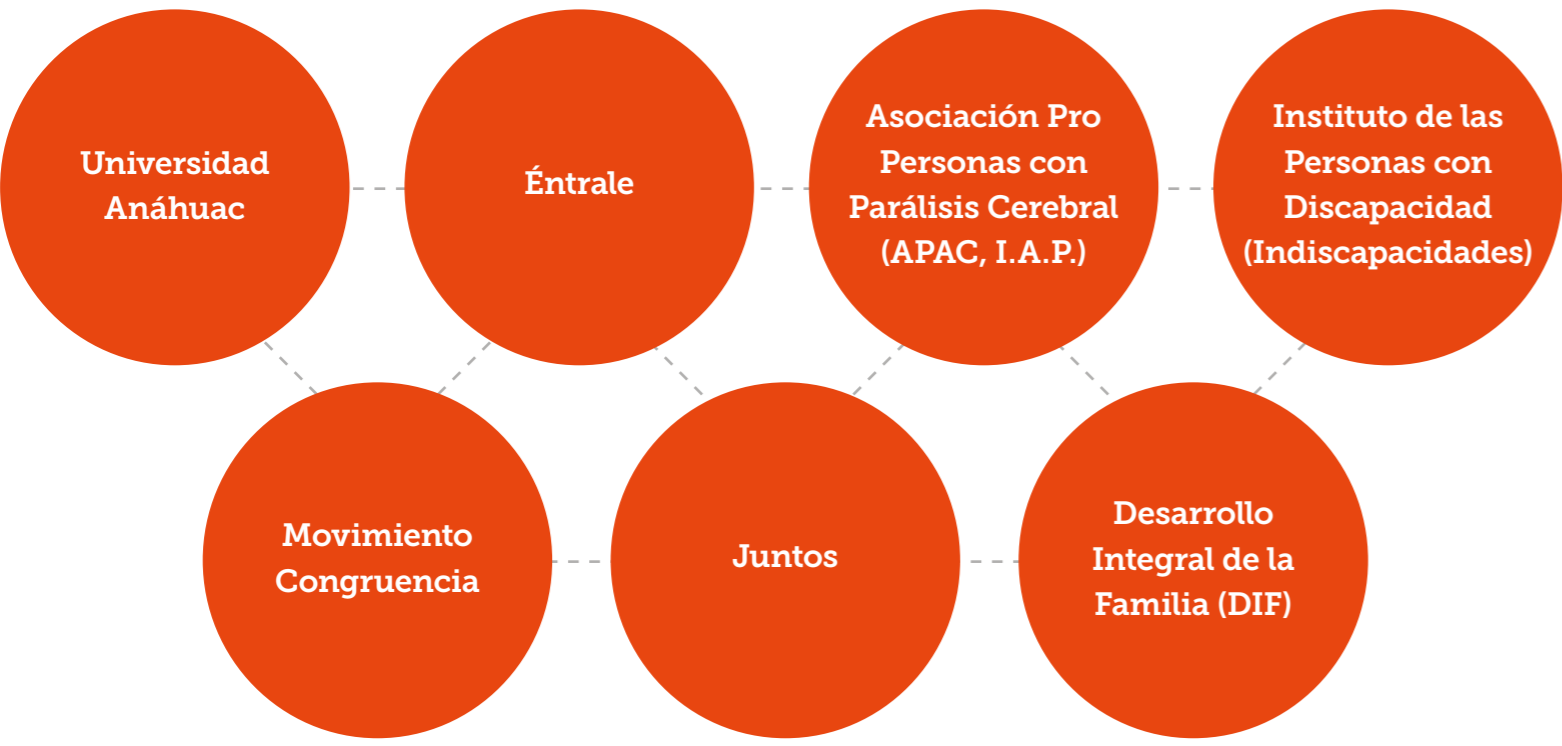 Universidad
Anáhuac
Éntrale
Asociación Pro
Personas con
Parálisis Cerebral
(APAC, I.A.P.)
Instituto de las
Personas con
Discapacidad
(Indiscapacidades)
Movimiento
Congruencia
Juntos
Desarrollo
Integral de la
Familia (DIF)